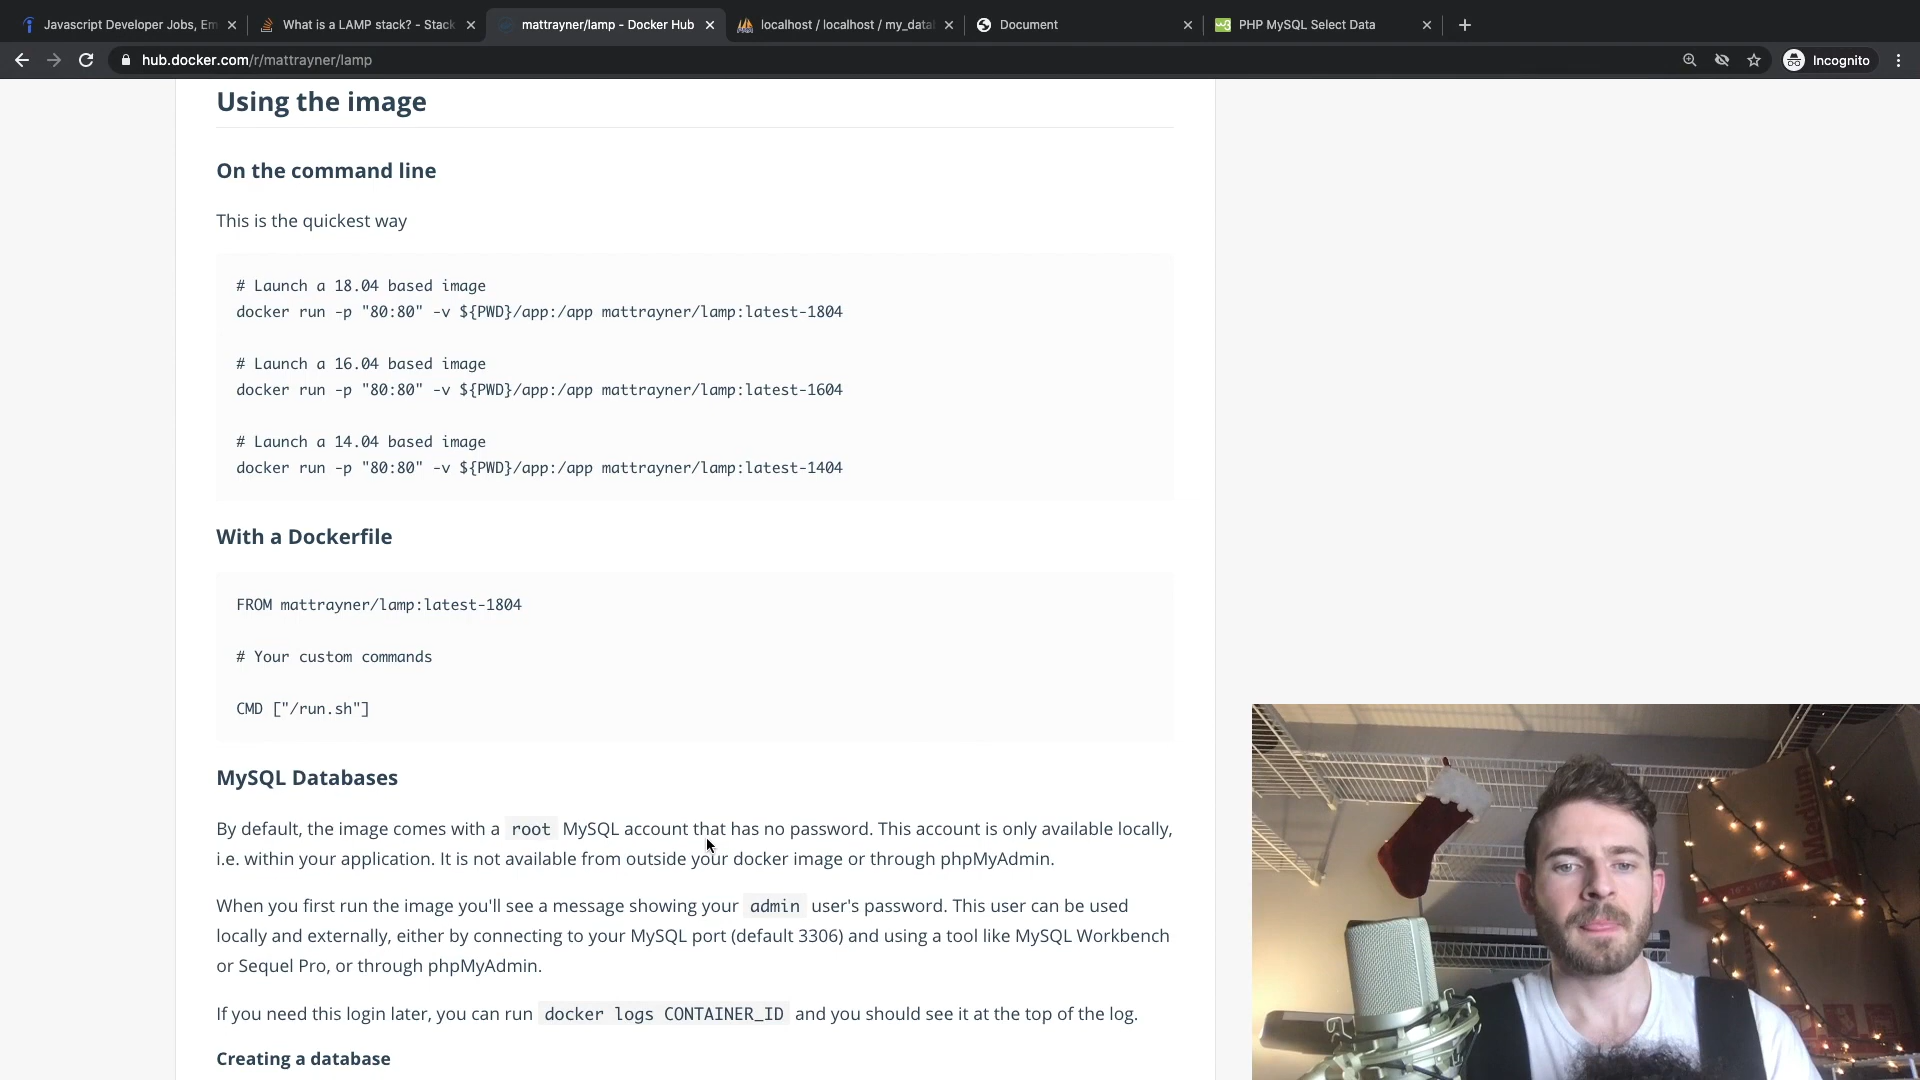 Javascript Developer Jobs, Em
What is a LAMP stack? - Stack
mattrayner/lamp - Docker Hub
localhost / localhost / my_data
Document
PHP MySQL Select Data
hub.docker.com/r/mattrayner/lamp
Incognito
Using the image
On the command line
This is the quickest way
# Launch a 18.04 based image
docker run -p "80:80" -v ${PWD}/app:/app mattrayner/lamp:latest-1804
# Launch a 16.04 based image
docker run -p "80:80" -v ${PWD}/app:/app mattrayner/lamp:latest-1604
# Launch a 14.04 based image
docker run -p "80:80" -v ${PWD}/app:/app mattrayner/lamp:latest-1404
With a Dockerfile
FROM mattrayner/lamp:latest-1804
# Your custom commands
CMD ["/run.sh"]
MySQL Databases
By default, the image comes with a root MySQL account that has no password. This account is only available locally,
i.e. within your application. It is not available from outside your docker image or through phpMyAdmin.
When you first run the image you'll see a message showing your admin user's password. This user can be used
locally and externally, either by connecting to your MySQL port (default 3306) and using a tool like MySQL Workbench
or Sequel Pro, or through phpMyAdmin.
If you need this login later, you can run docker logs CONTAINER_ID and you should see it at the top of the log.
Creating a database
Medium